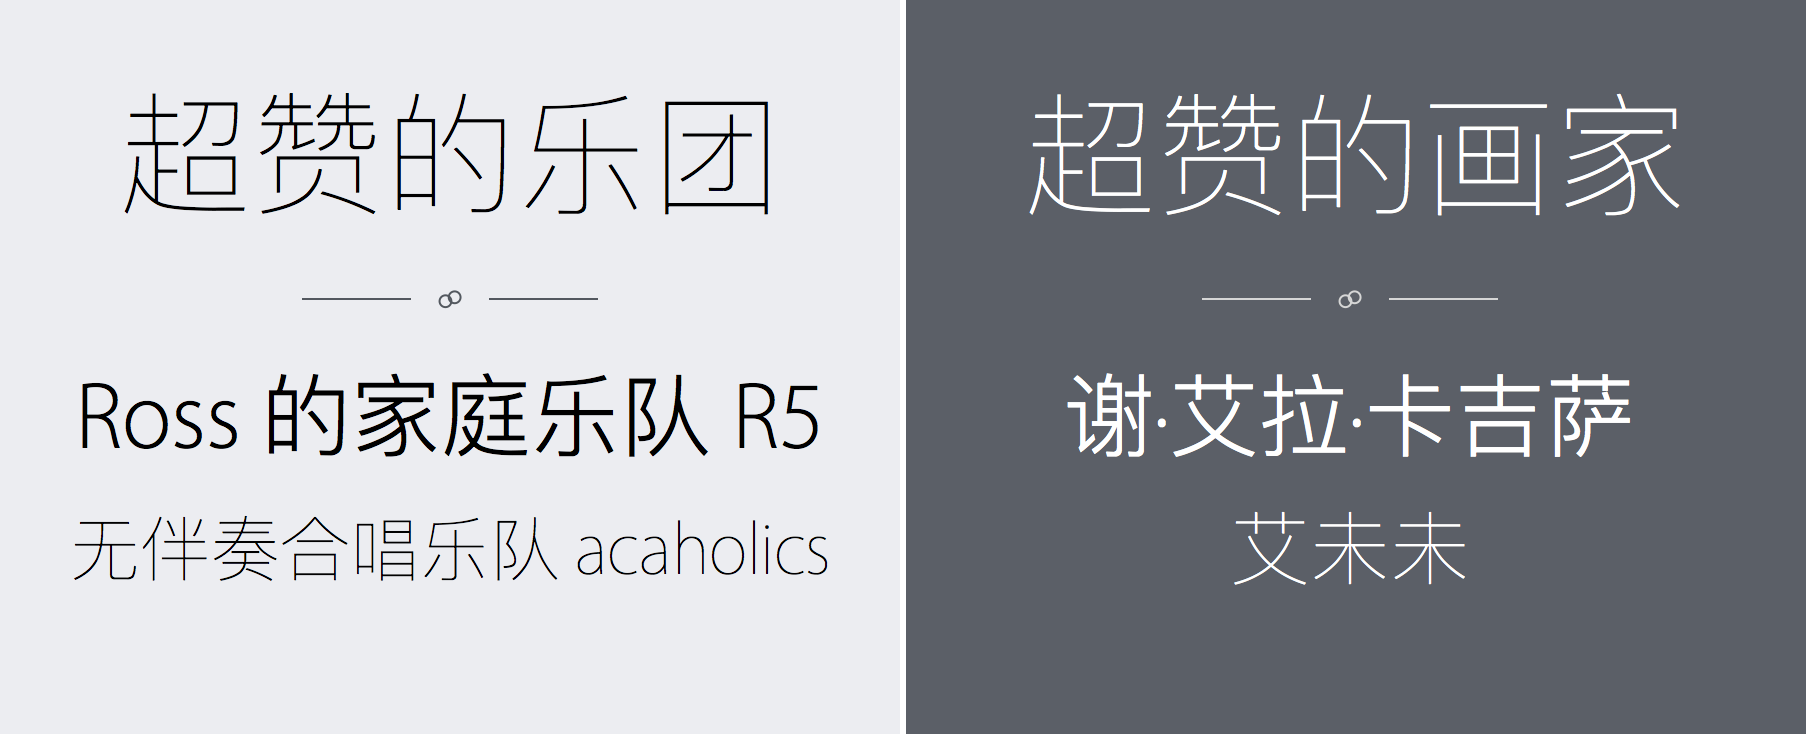 超赞的乐团
Ross 的家庭乐队 R5
无伴奏合唱乐队 acaholics
超赞的画家
谢·艾拉·卡吉萨
艾未未